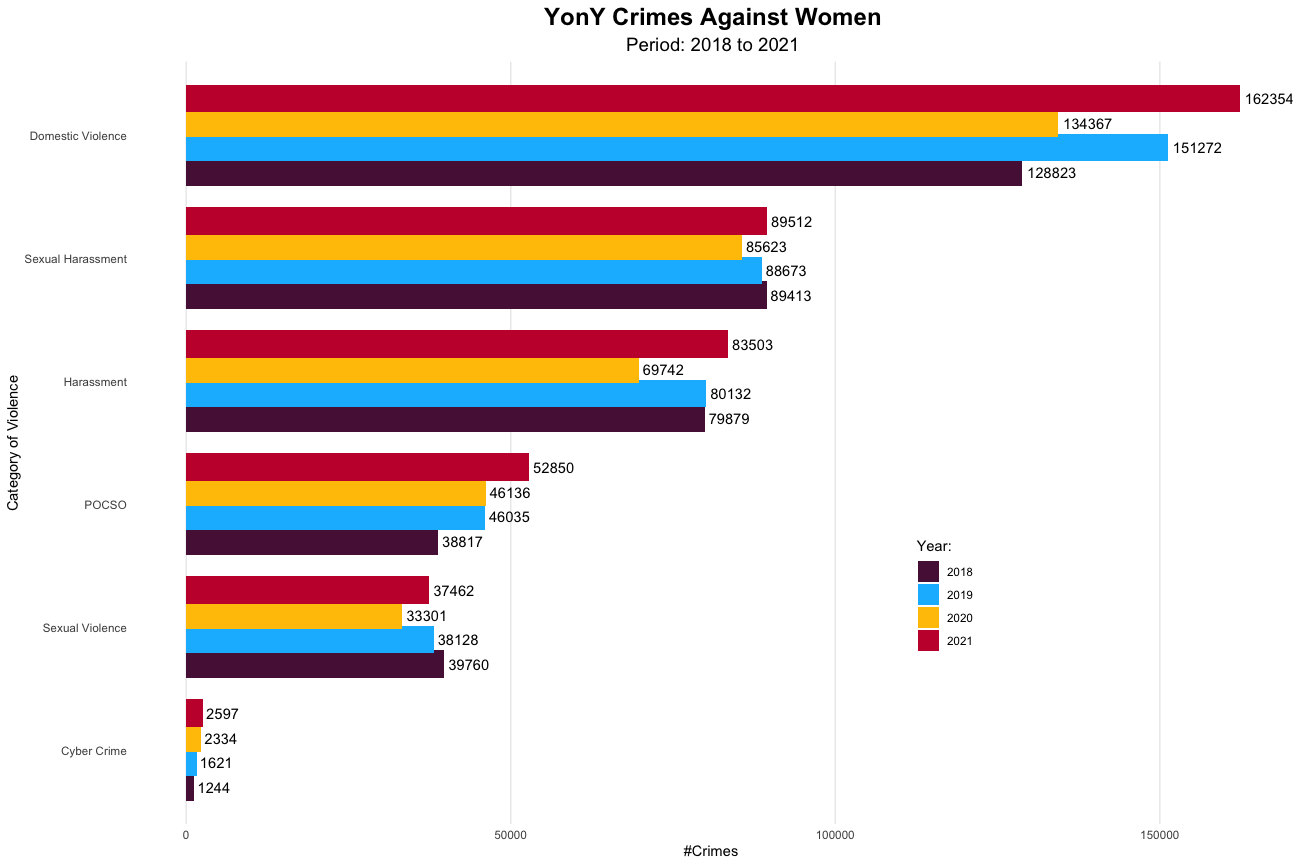 YonY Crimes Against Women
Period: 2018 to 2021
162354
Domestic Violence
134367
151272
128823
89512
Sexual Harassment
85623
88673
89413
83503
Harassment
69742
80132
79879
52850
POCSO
46136
46035
38817
37462
Sexual Violence
33301
38128
39760
2597
Cyber Crime
2334
1621
1244
Category of Violence
Year:
2018
2019
2020
2021
0 50000 100000 150000
#Crimes